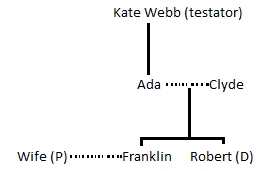 Kate Webb (testator)
Ada Clyde
Wife (P) Franklin Robert (D)